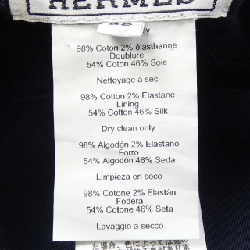 HERMES
98% Coton 2% élasthanne
Doublure
54% Coton 46% Soie
Nettoyage à sec
98% Cotton 2% Elastane
Lining
54% Cotton 46% Silk
Dry clean only
98% Algodón 2% Elastano
Forro
54% Algodón 46% Seda
Limpieza en seco
98% Cotone 2% Elastin
Fodera
54% Cotone 46% Seta
Lavaggio a secco